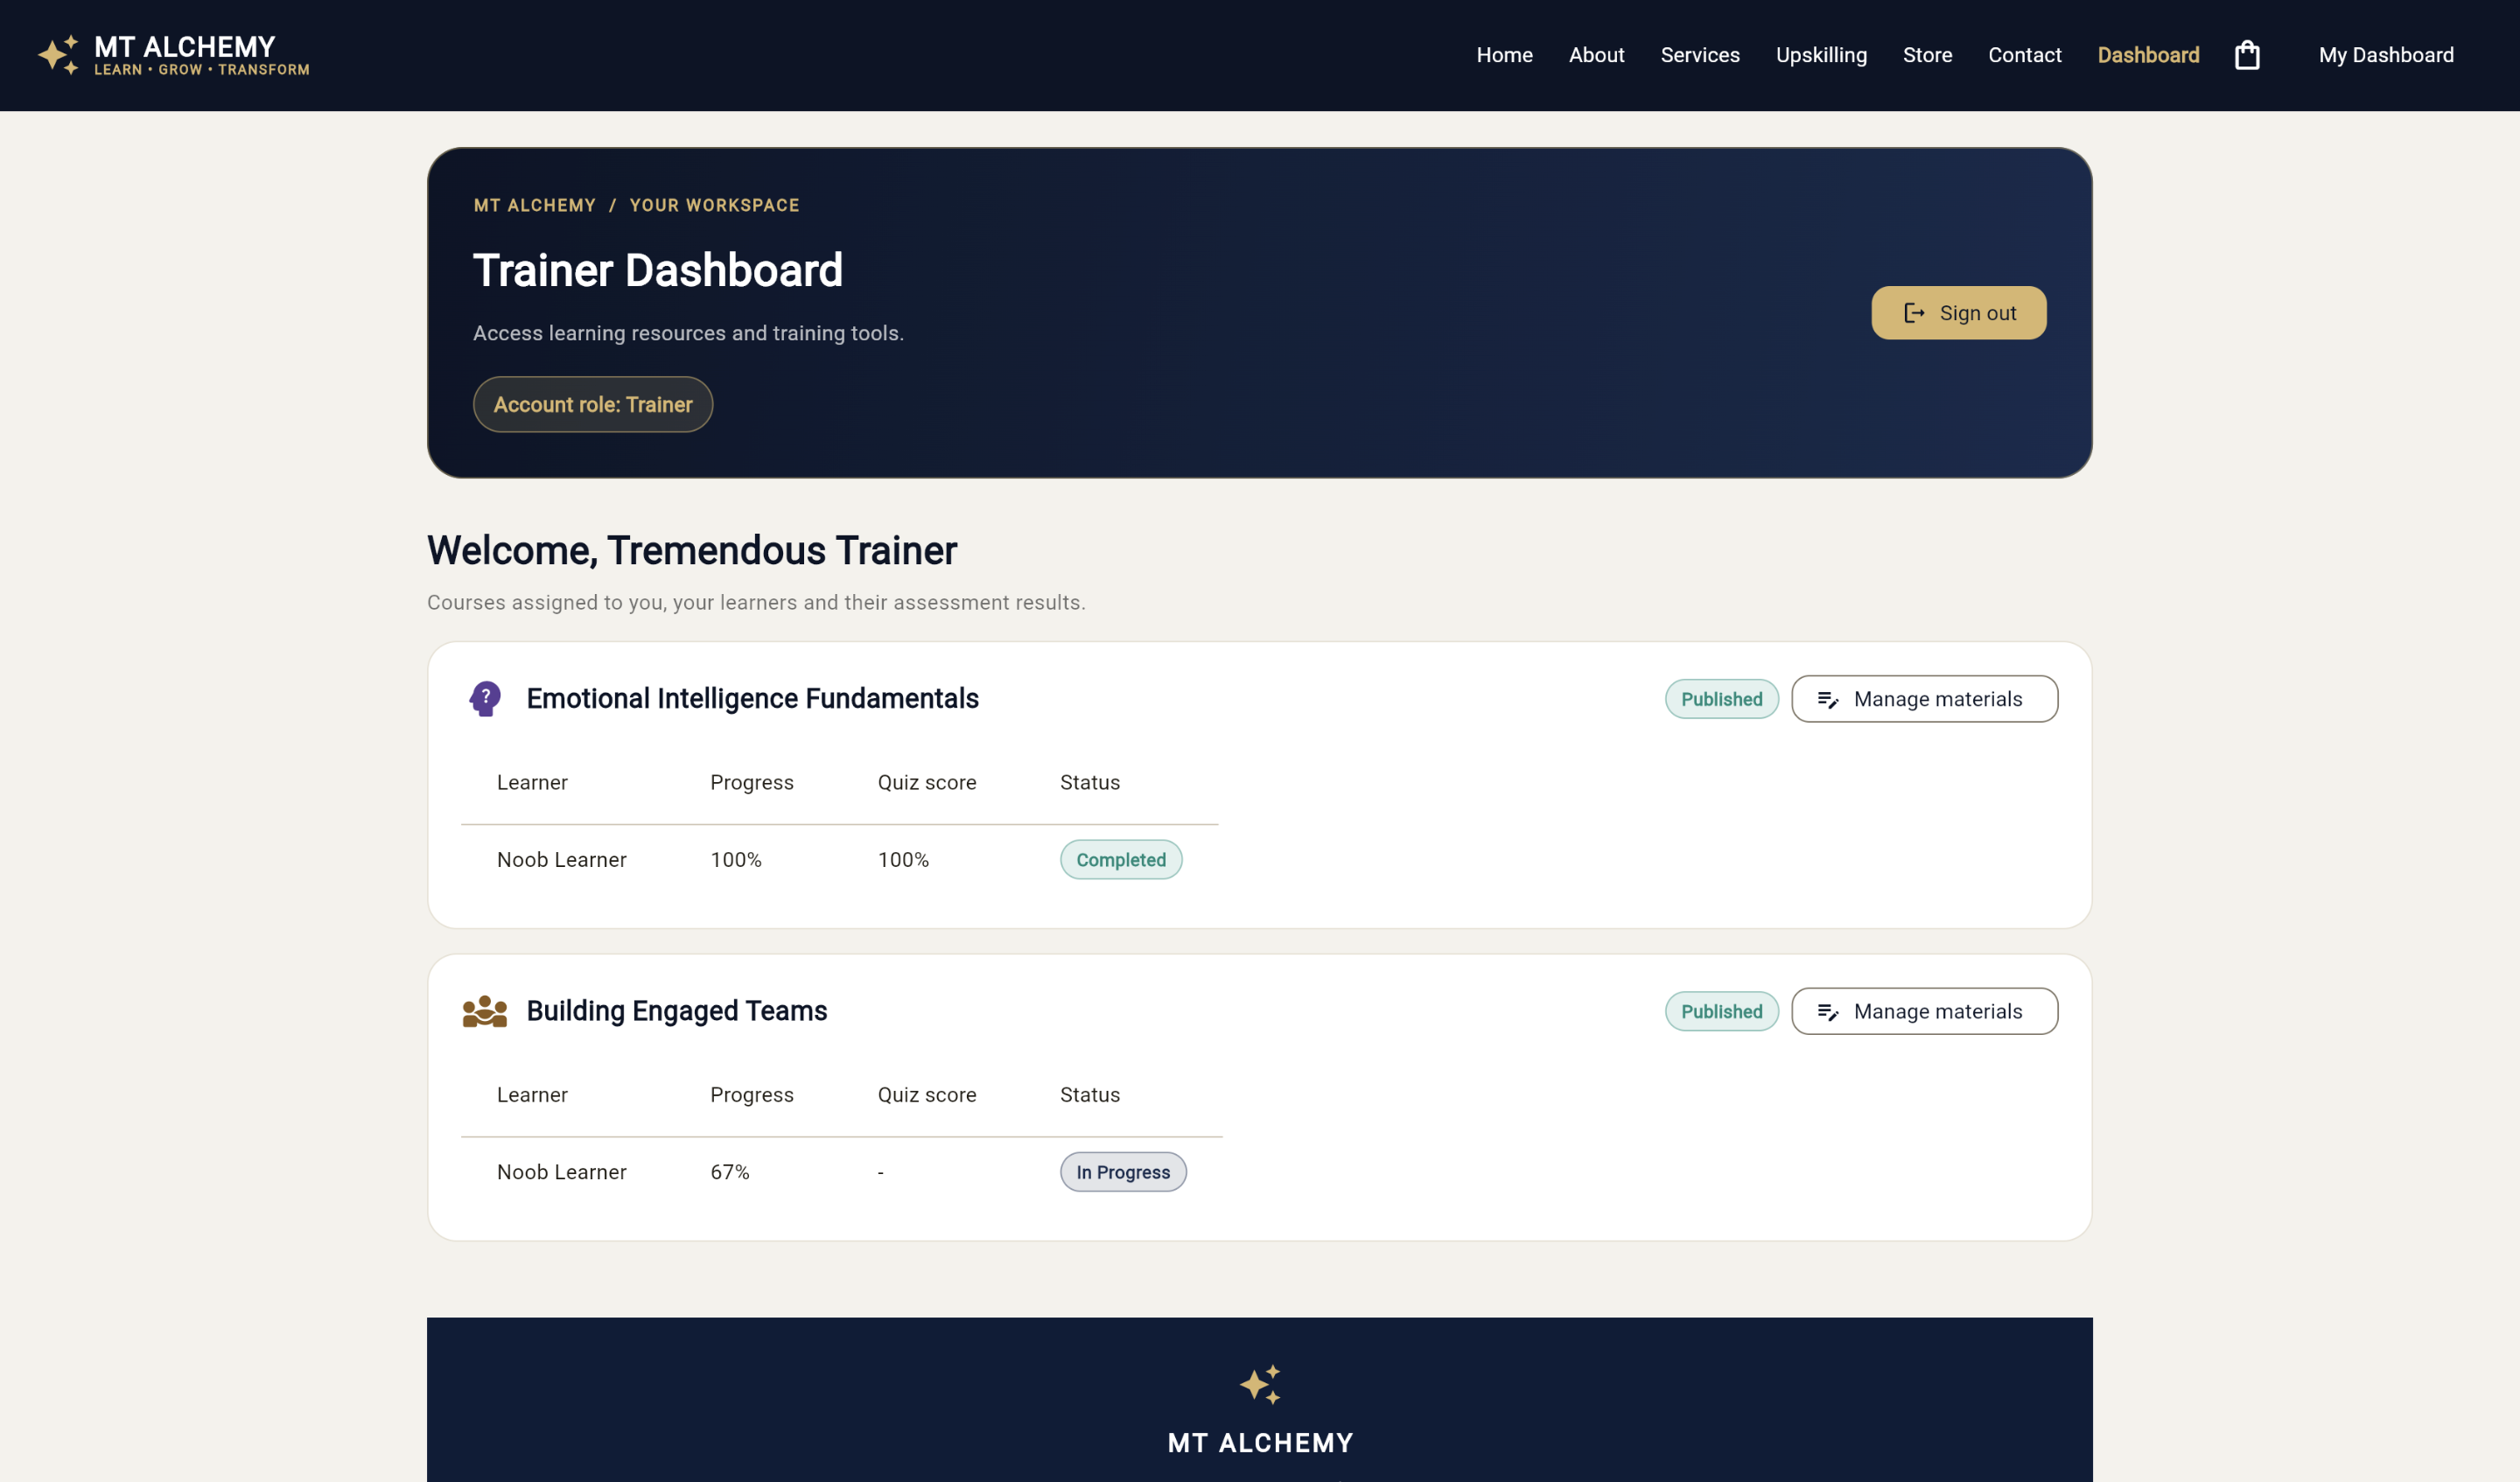 MT ALCHEMY
LEARN • GROW • TRANSFORM
Home About Services Upskilling Store Contact Dashboard My Dashboard
MT ALCHEMY / YOUR WORKSPACE
Trainer Dashboard
Access learning resources and training tools.
Sign out
Account role: Trainer
Welcome, Tremendous Trainer
Courses assigned to you, your learners and their assessment results.
Emotional Intelligence Fundamentals Published Manage materials
Learner Progress Quiz score Status
Noob Learner 100% 100% Completed
Building Engaged Teams Published Manage materials
Learner Progress Quiz score Status
Noob Learner 67% - In Progress
MT ALCHEMY